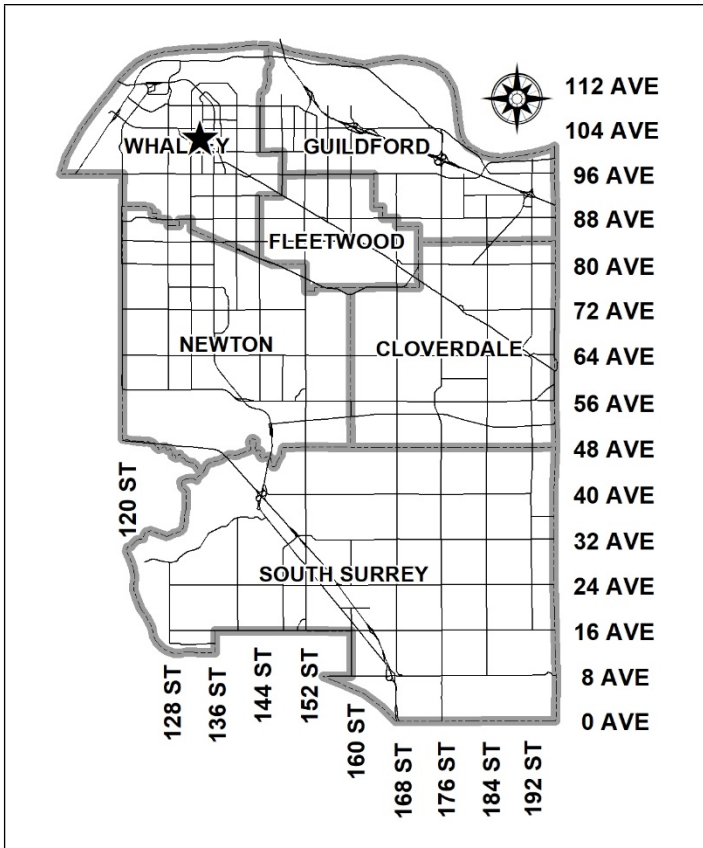 112 AVE
104 AVE
WHALLEY
GUILDFORD
96 AVE
88 AVE
FLEETWOOD
80 AVE
72 AVE
NEWTON
CLOVERDALE
64 AVE
56 AVE
48 AVE
120 ST
40 AVE
32 AVE
SOUTH SURREY
24 AVE
16 AVE
8 AVE
0 AVE
128 ST
136 ST
144 ST
152 ST
160 ST
168 ST
176 ST
184 ST
192 ST